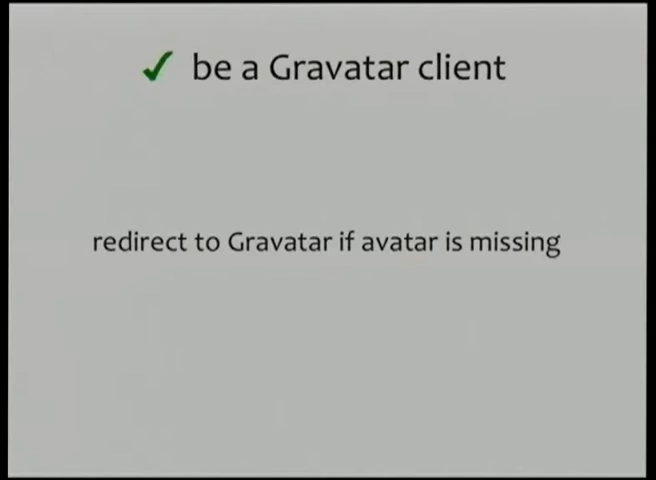 ✓ be a Gravatar client
redirect to Gravatar if avatar is missing